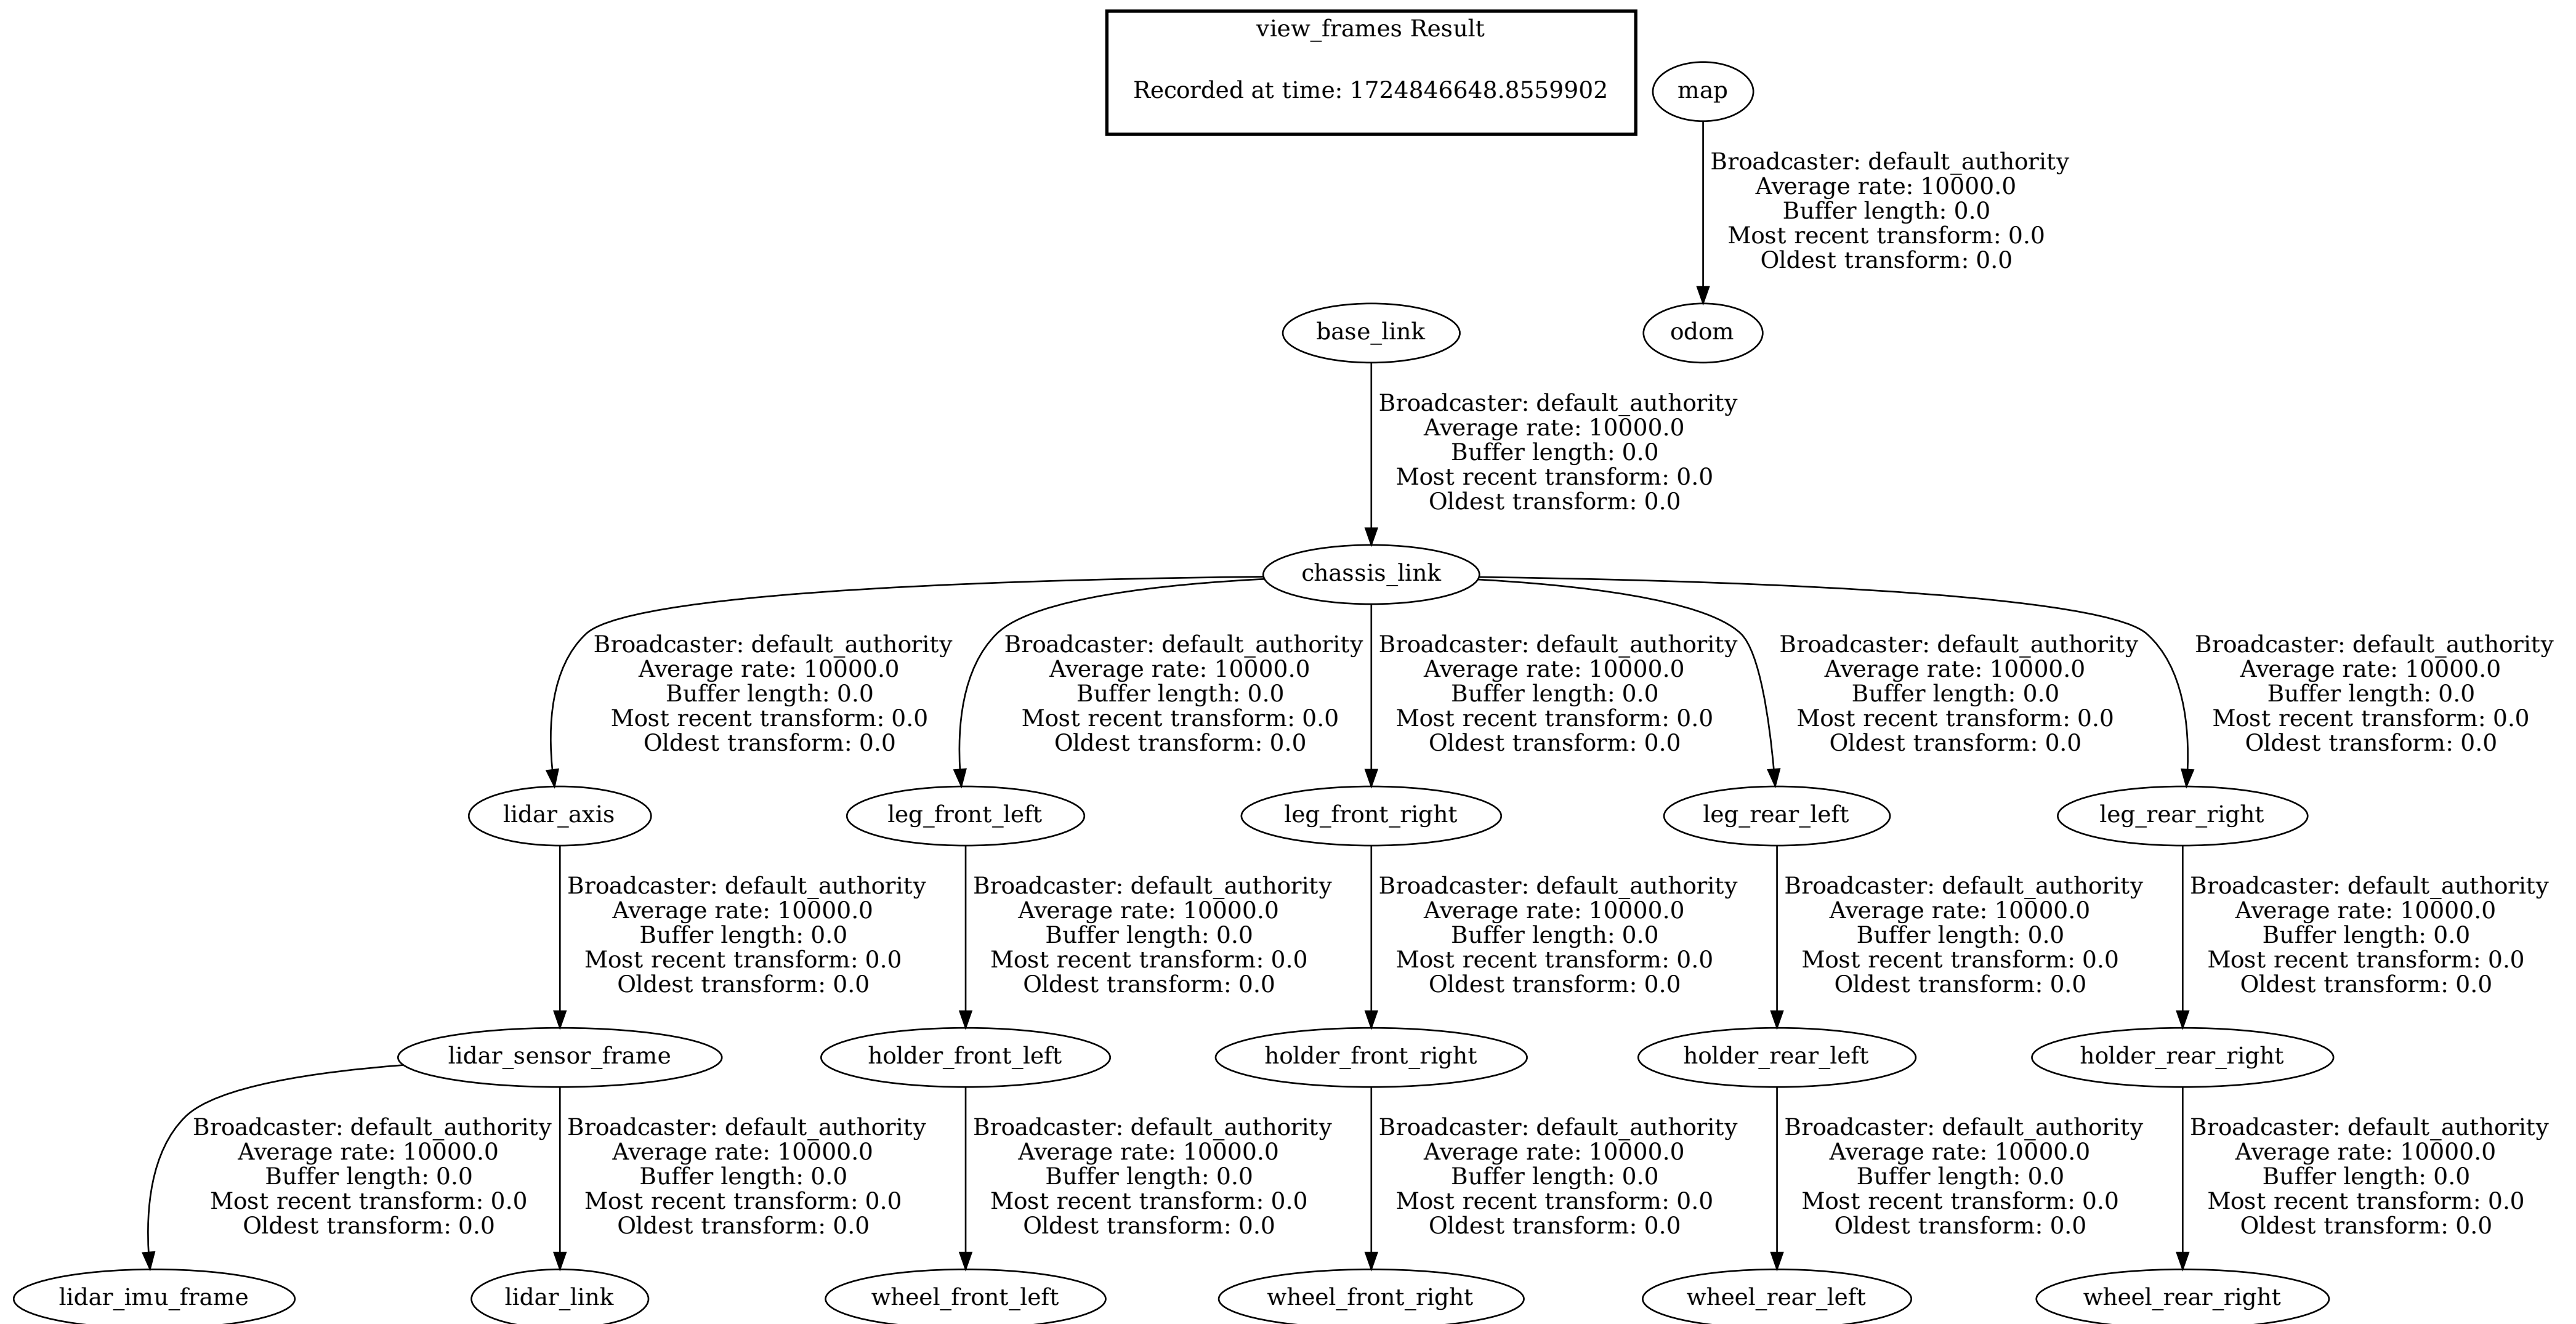 view_frames Result
Recorded at time: 1724846648.8559902
map
Broadcaster: default_authority
Average rate: 10000.0
Buffer length: 0.0
Most recent transform: 0.0
Oldest transform: 0.0
base_link
odom
Broadcaster: default_authority
Average rate: 10000.0
Buffer length: 0.0
Most recent transform: 0.0
Oldest transform: 0.0
chassis_link
Broadcaster: default_authority
Average rate: 10000.0
Buffer length: 0.0
Most recent transform: 0.0
Oldest transform: 0.0
Broadcaster: default_authority
Average rate: 10000.0
Buffer length: 0.0
Most recent transform: 0.0
Oldest transform: 0.0
Broadcaster: default_authority
Average rate: 10000.0
Buffer length: 0.0
Most recent transform: 0.0
Oldest transform: 0.0
Broadcaster: default_authority
Average rate: 10000.0
Buffer length: 0.0
Most recent transform: 0.0
Oldest transform: 0.0
Broadcaster: default_authority
Average rate: 10000.0
Buffer length: 0.0
Most recent transform: 0.0
Oldest transform: 0.0
lidar_axis
leg_front_left
leg_front_right
leg_rear_left
leg_rear_right
Broadcaster: default_authority
Average rate: 10000.0
Buffer length: 0.0
Most recent transform: 0.0
Oldest transform: 0.0
Broadcaster: default_authority
Average rate: 10000.0
Buffer length: 0.0
Most recent transform: 0.0
Oldest transform: 0.0
Broadcaster: default_authority
Average rate: 10000.0
Buffer length: 0.0
Most recent transform: 0.0
Oldest transform: 0.0
Broadcaster: default_authority
Average rate: 10000.0
Buffer length: 0.0
Most recent transform: 0.0
Oldest transform: 0.0
Broadcaster: default_authority
Average rate: 10000.0
Buffer length: 0.0
Most recent transform: 0.0
Oldest transform: 0.0
lidar_sensor_frame
holder_front_left
holder_front_right
holder_rear_left
holder_rear_right
Broadcaster: default_authority
Average rate: 10000.0
Buffer length: 0.0
Most recent transform: 0.0
Oldest transform: 0.0
Broadcaster: default_authority
Average rate: 10000.0
Buffer length: 0.0
Most recent transform: 0.0
Oldest transform: 0.0
Broadcaster: default_authority
Average rate: 10000.0
Buffer length: 0.0
Most recent transform: 0.0
Oldest transform: 0.0
Broadcaster: default_authority
Average rate: 10000.0
Buffer length: 0.0
Most recent transform: 0.0
Oldest transform: 0.0
Broadcaster: default_authority
Average rate: 10000.0
Buffer length: 0.0
Most recent transform: 0.0
Oldest transform: 0.0
Broadcaster: default_authority
Average rate: 10000.0
Buffer length: 0.0
Most recent transform: 0.0
Oldest transform: 0.0
lidar_imu_frame
lidar_link
wheel_front_left
wheel_front_right
wheel_rear_left
wheel_rear_right